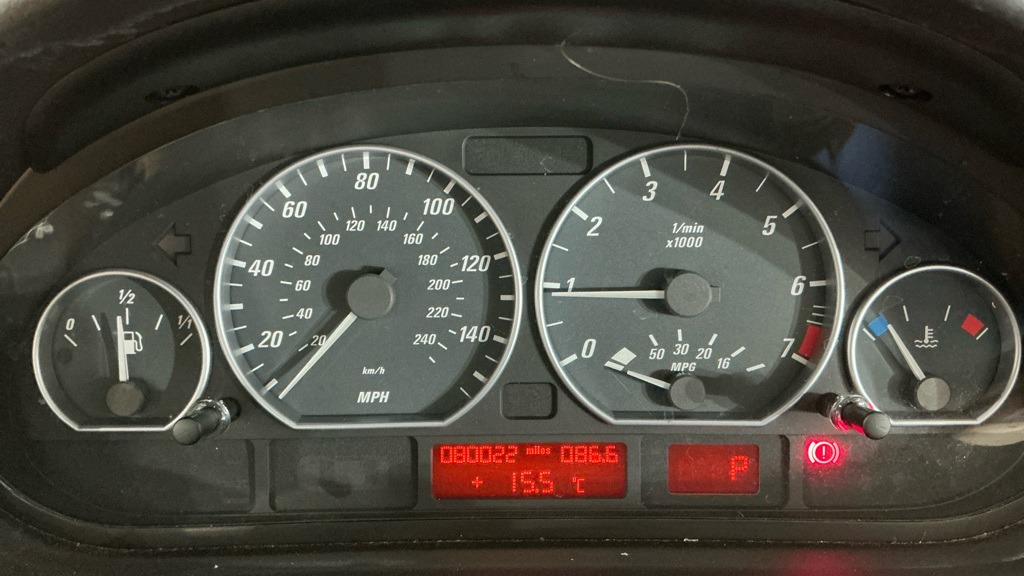 0 1/2 1/1
20 40 60 80 100 120 140
20 40 60 80 100 120 140 160 180 200 220 240
km/h
MPH
0 1 2 3 4 5 6 7
1/min
x1000
50 30 20 16
MPG
080022 miles 086.6
+ 15.5 °C
P